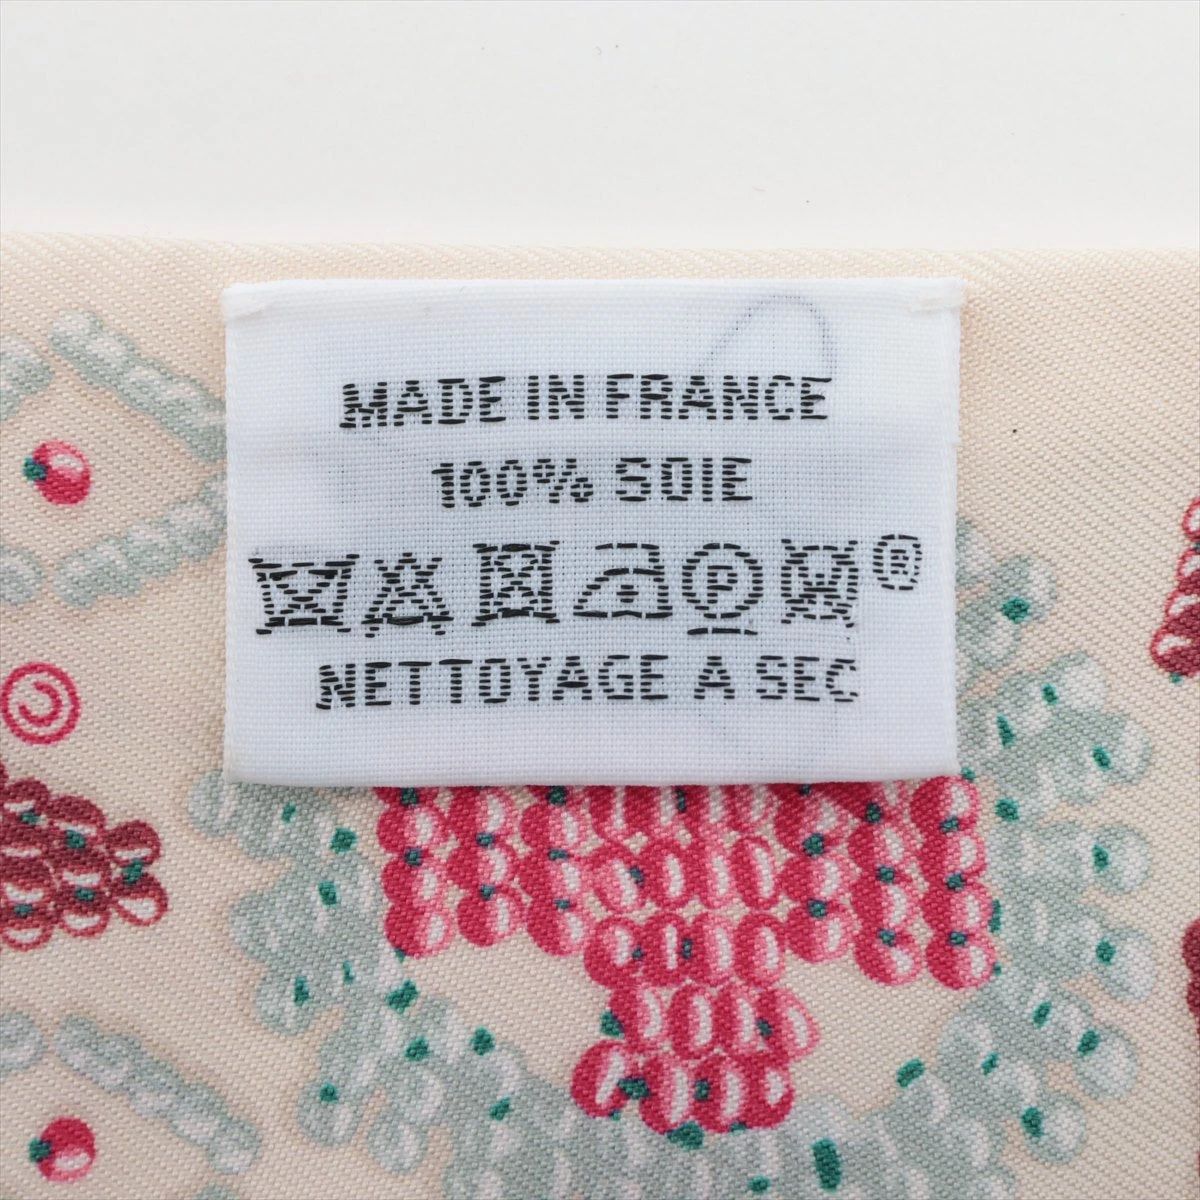 MADE IN FRANCE
100% SOIE
P W ®
NETTOYAGE A SEC